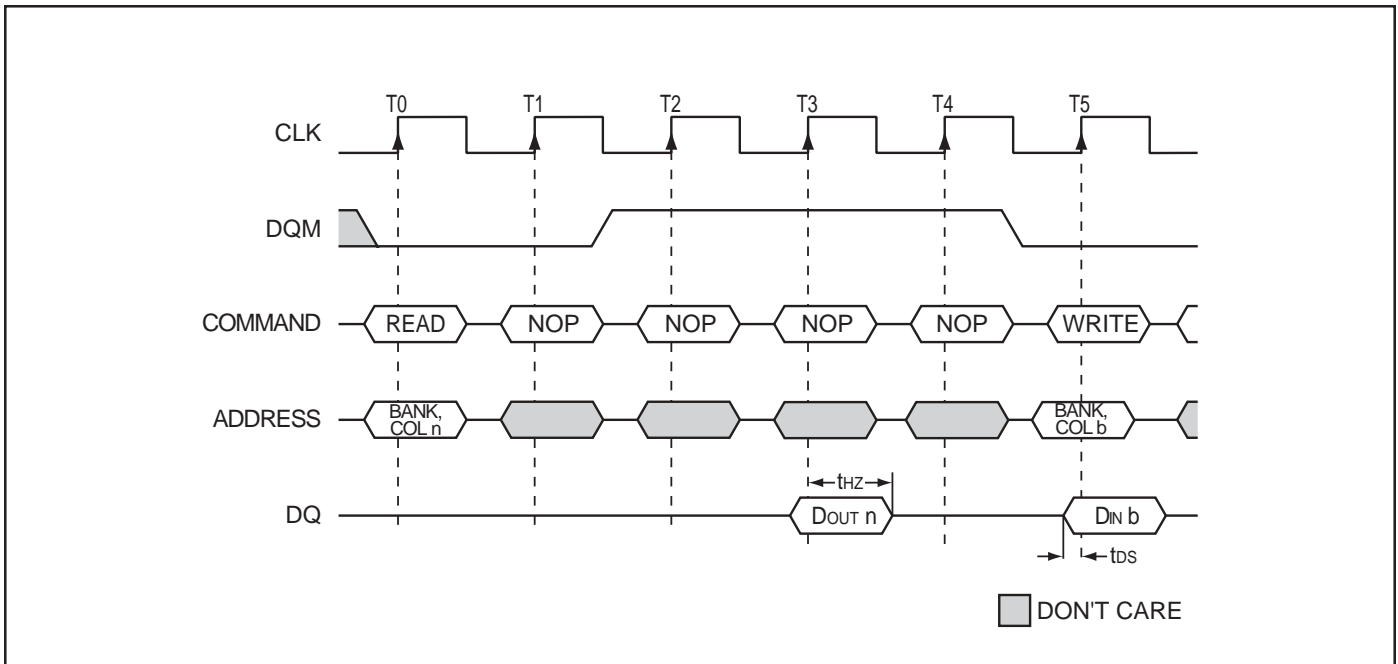 T0 T1 T2 T3 T4 T5
CLK
DQM
COMMAND READ NOP NOP NOP NOP WRITE
ADDRESS BANK, COL n BANK, COL b
tHZ
DQ DOUT n DIN b
tDS
DON'T CARE